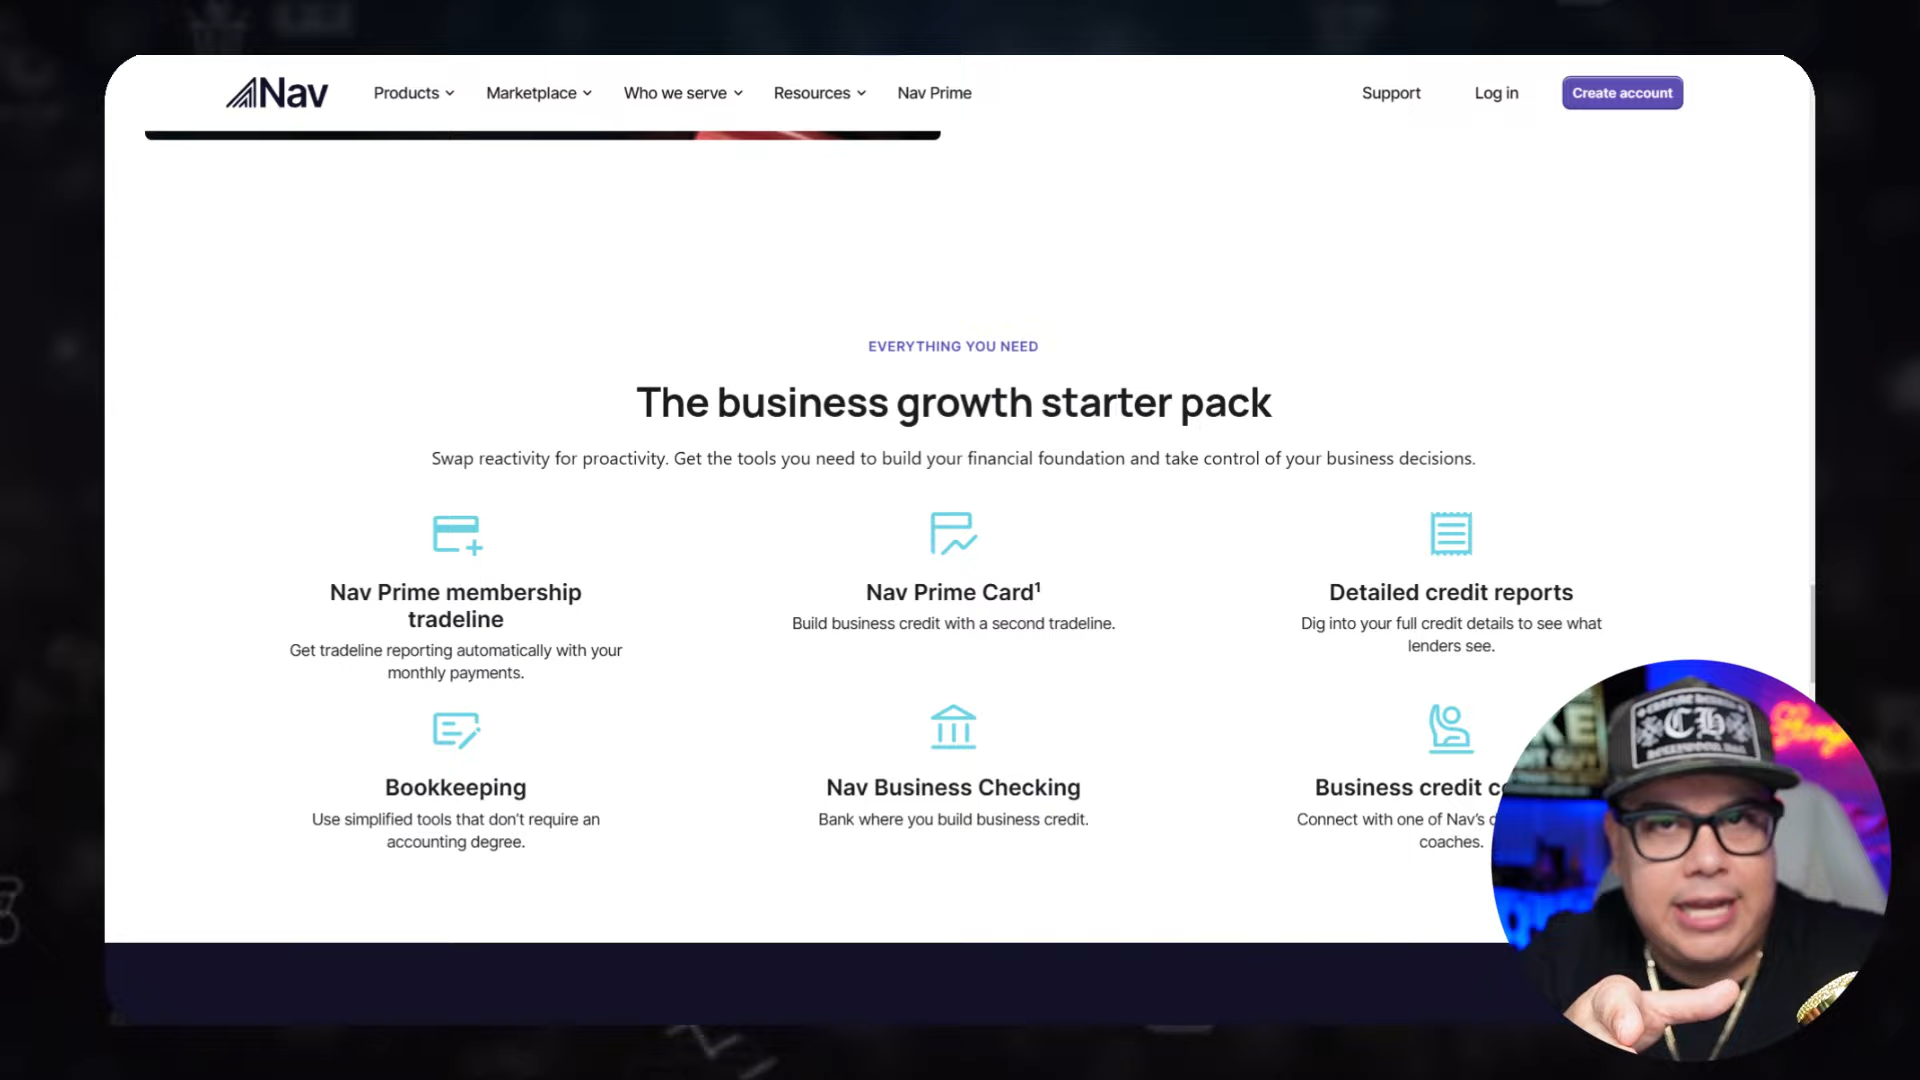 Nav
Products
Marketplace
Who we serve
Resources
Nav Prime
Support
Log in
Create account
EVERYTHING YOU NEED
The business growth starter pack
Swap reactivity for proactivity. Get the tools you need to build your financial foundation and take control of your business decisions.
Nav Prime membership
tradeline
Get tradeline reporting automatically with your
monthly payments.
Nav Prime Card¹
Build business credit with a second tradeline.
Detailed credit reports
Dig into your full credit details to see what
lenders see.
Bookkeeping
Use simplified tools that don't require an
accounting degree.
Nav Business Checking
Bank where you build business credit.
Business credit
Connect with one of Nav's
coaches.
CH